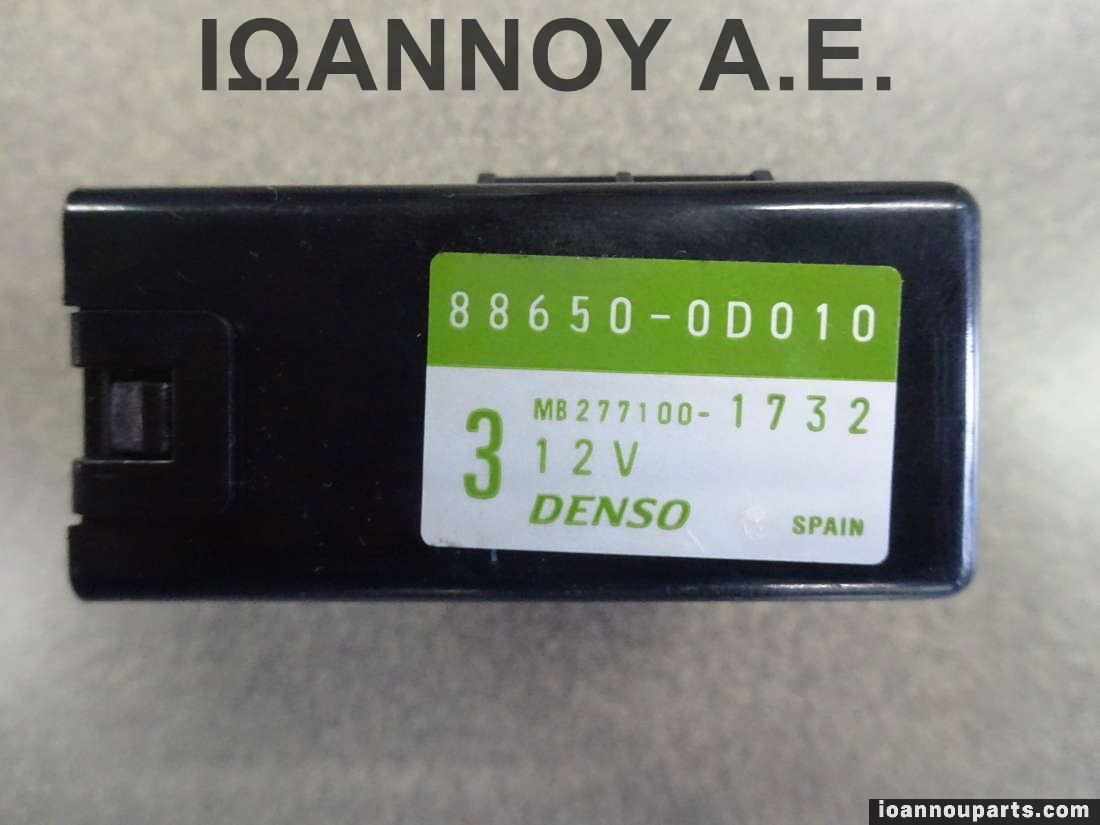 ΙΩΑΝΝΟΥ Α.Ε.
88650-0D010
MB277100-1732
3
12V
DENSO
SPAIN
ioannouparts.com